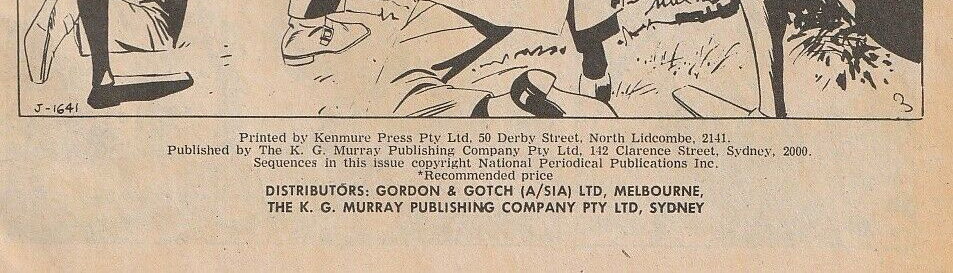 J-1641
3
Printed by Kenmure Press Pty Ltd, 50 Derby Street, North Lidcombe, 2141.
Published by The K. G. Murray Publishing Company Pty Ltd, 142 Clarence Street, Sydney, 2000.
Sequences in this issue copyright National Periodical Publications Inc.
*Recommended price
DISTRIBUTORS: GORDON & GOTCH (A/SIA) LTD, MELBOURNE,
THE K. G. MURRAY PUBLISHING COMPANY PTY LTD, SYDNEY